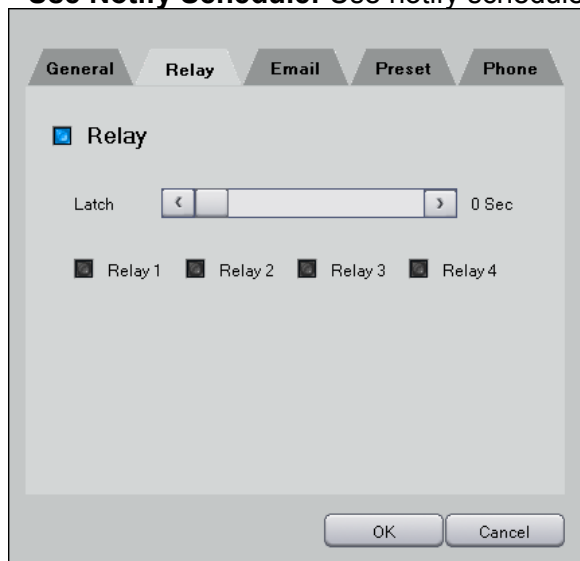 Use Notify Schedule: Use notify schedule
General Relay Email Preset Phone
Relay
Latch 0 Sec
Relay 1 Relay 2 Relay 3 Relay 4
OK Cancel